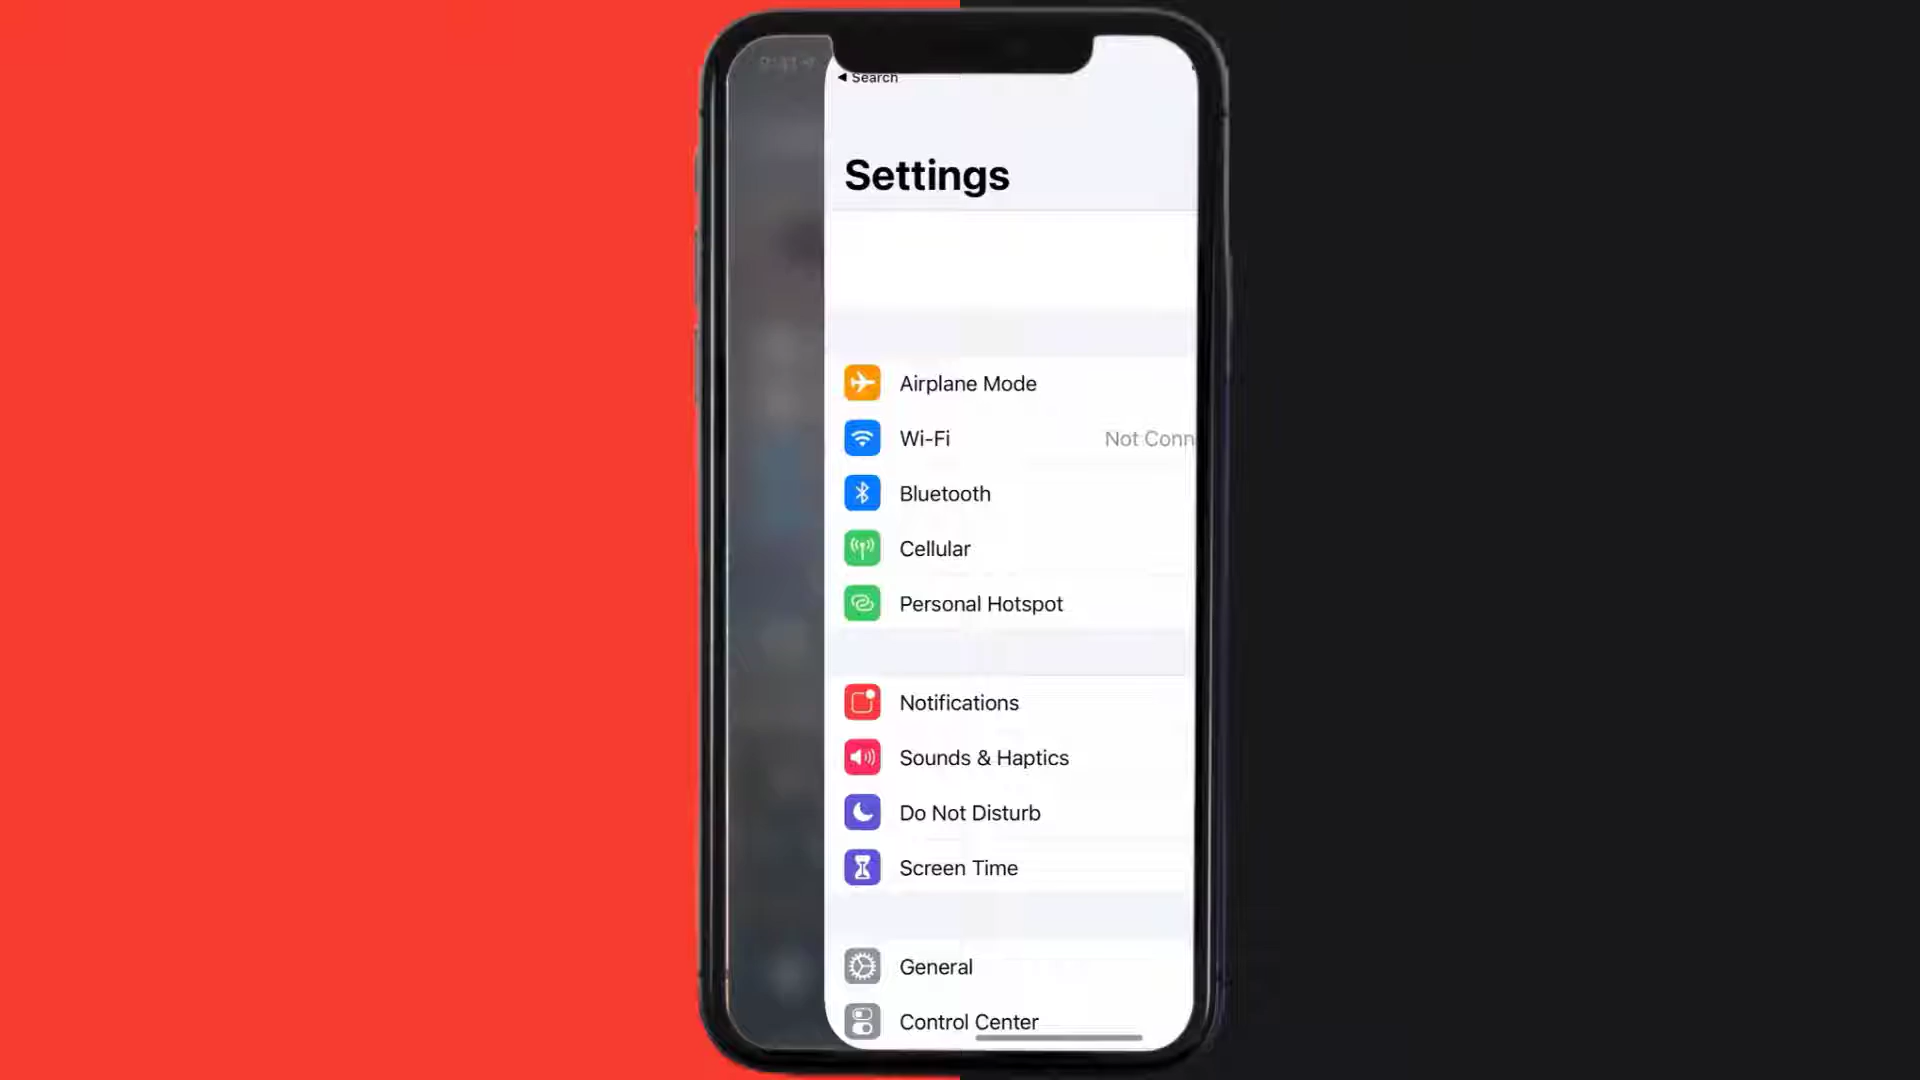 ◀ Search
Settings
Airplane Mode
Wi-Fi Not Conn
Bluetooth
Cellular
Personal Hotspot
Notifications
Sounds & Haptics
Do Not Disturb
Screen Time
General
Control Center